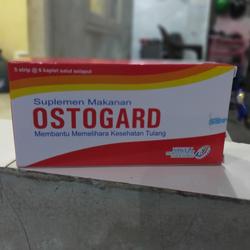 5 strip @ 6 kaplet salut selaput
Suplemen Makanan
OSTOGARD
Membantu Memelihara Kesehatan Tulang